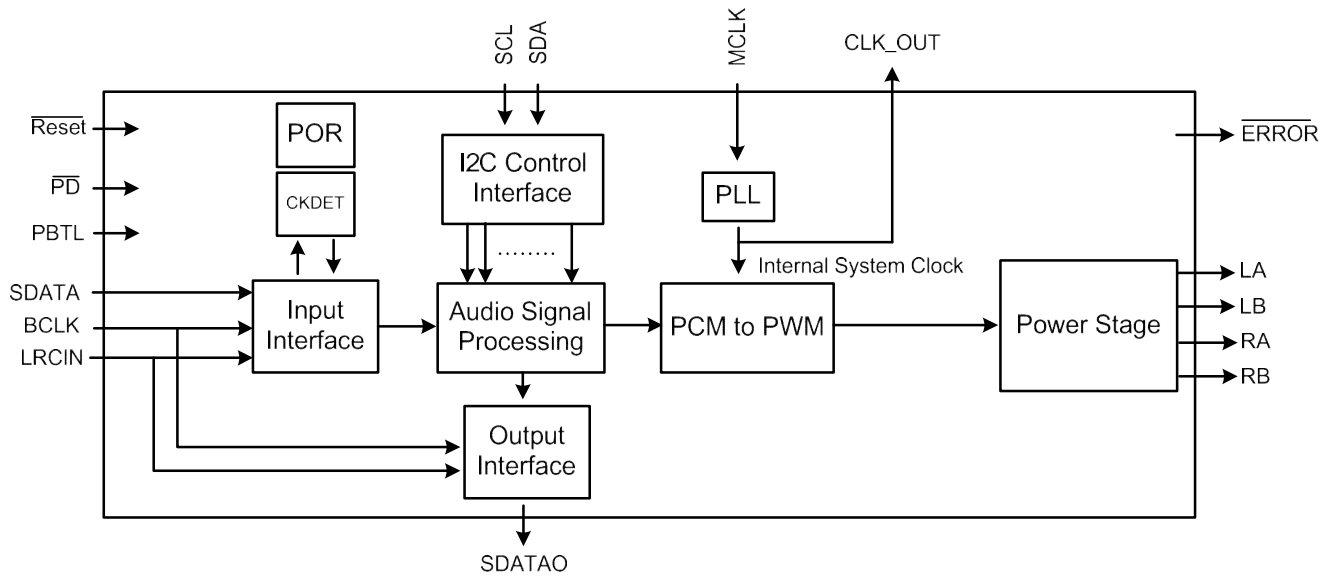 SCL
SDA
MCLK
CLK_OUT
Reset
POR
ERROR
I2C Control
Interface
PD
CKDET
PLL
PBTL
........
Internal System Clock
SDATA
LA
Input
Interface
Audio Signal
Processing
PCM to PWM
Power Stage
LB
BCLK
RA
LRCIN
RB
Output
Interface
SDATAO